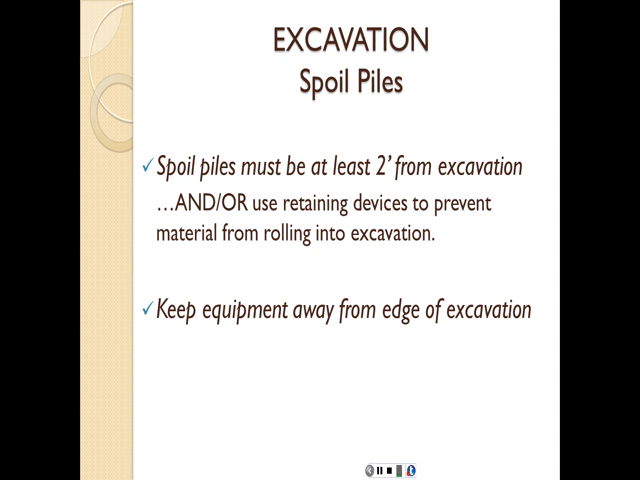 EXCAVATION
Spoil Piles
✓Spoil piles must be at least 2’ from excavation
…AND/OR use retaining devices to prevent
material from rolling into excavation.
✓Keep equipment away from edge of excavation